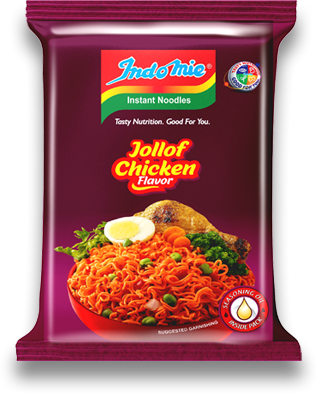 Indomie
Instant Noodles
Tasty Nutrition. Good For You.
Jollof
Chicken
Flavor
SEASONING OIL
INSIDE PACK
SUGGESTED GARNISHING